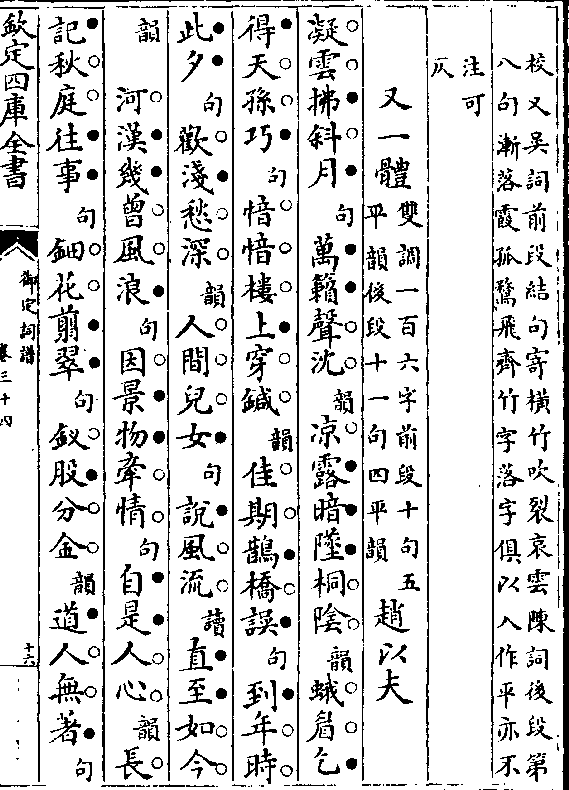 校又吳詞前段結句寄橫竹吹裂哀雲陳詞後段第
八句漸落霞孤鶩飛齊竹字落字俱以入作平亦不
注可
仄
又一體
雙調一百六字前段十句五
平韻後段十一句四平韻
趙以夫
凝雲拂斜月句萬籟聲沈韻凉露暗墜桐陰韻蛾眉乞
得天孫巧句愔愔樓上穿鍼韻佳期鵲橋誤句到年時
此夕句歡淺愁深韻人間兒女句說風流讀直至如今
韻河漢幾曾風浪句因景物牽情句自是人心韻長
記秋庭往事句鈿花翦翠句釵股分金韻道人無著句
欽定四庫全書
御定詞譜
卷三十四
十六